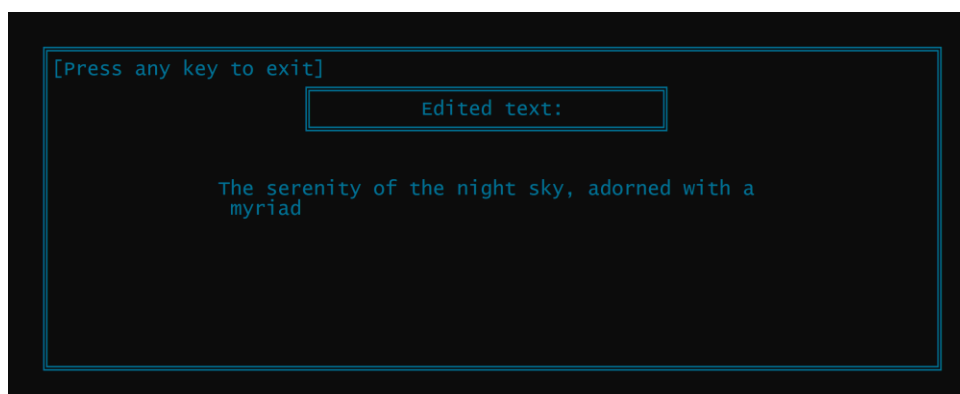 [Press any key to exit]
Edited text:
The serenity of the night sky, adorned with a
myriad